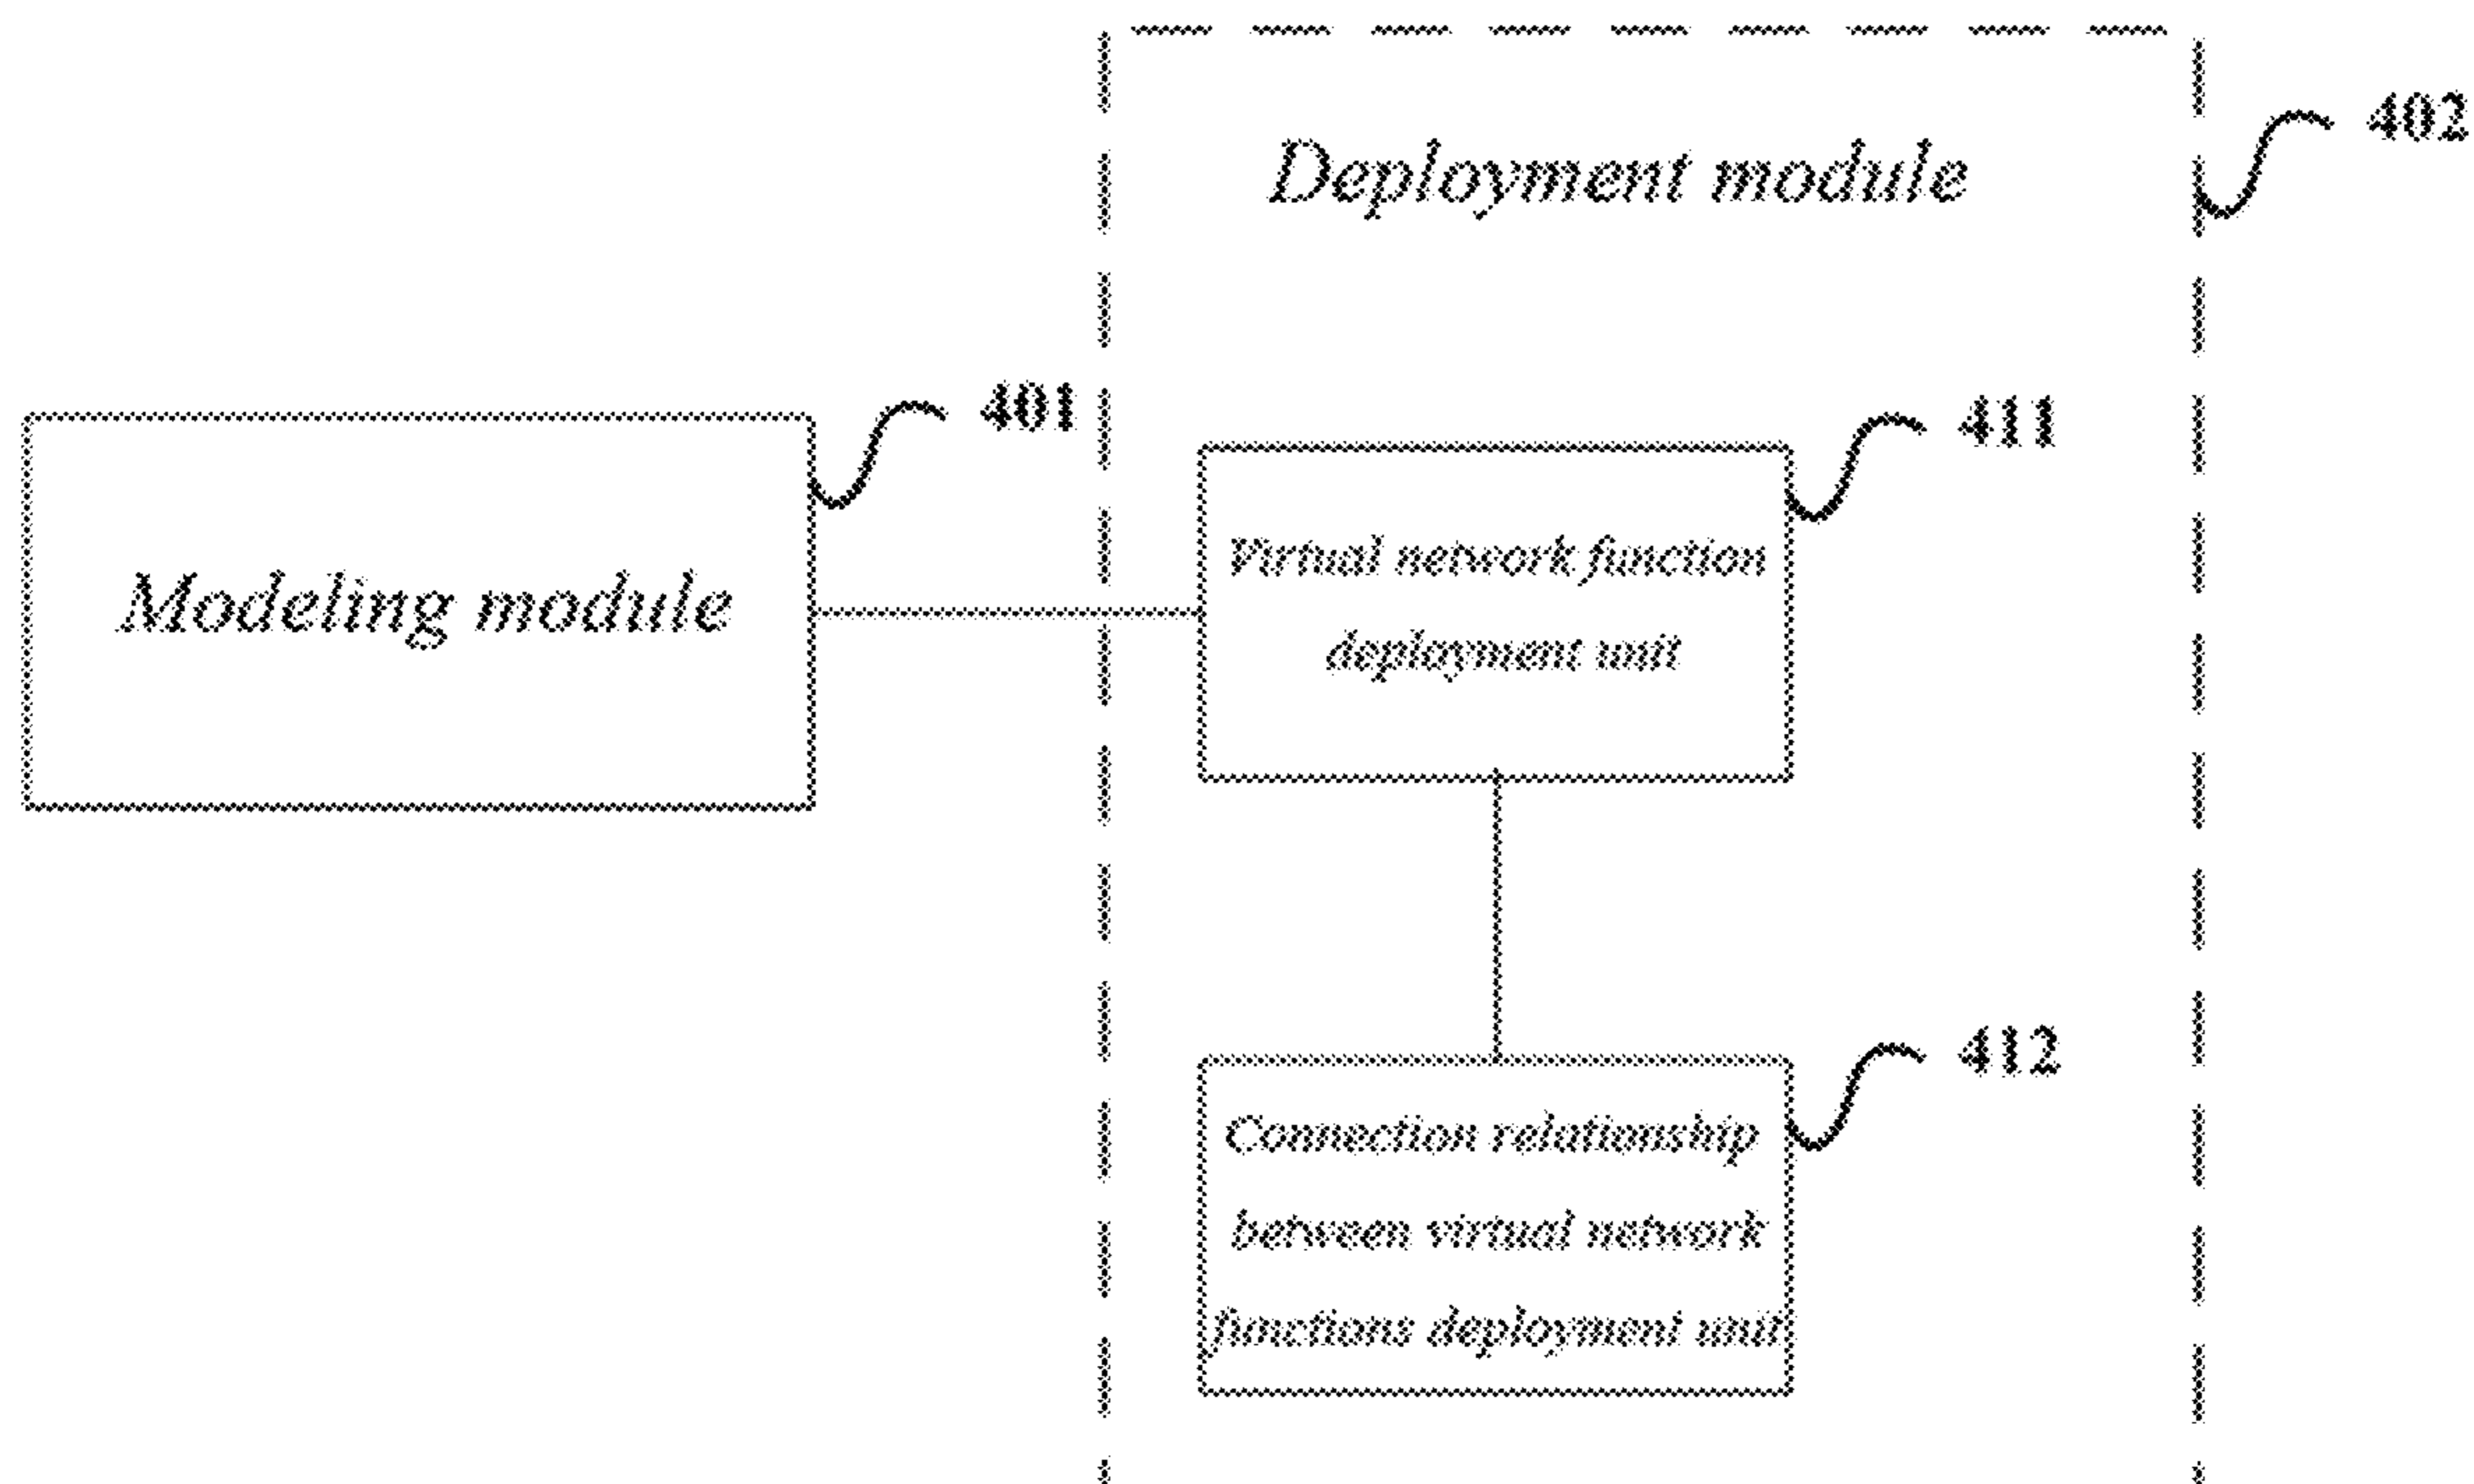 402
Deployment module
401
411
Modeling module
Virtual network function
deployment unit
412
Connection relationship
between virtual network
functions deployment unit